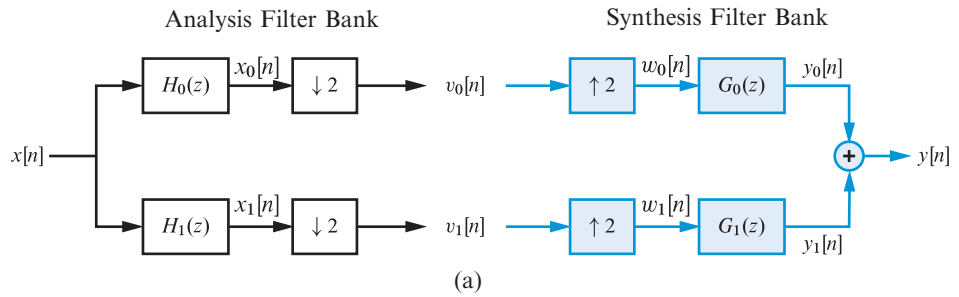 Analysis Filter Bank
Synthesis Filter Bank
x[n]
H₀(z)
x₀[n]
↓ 2
v₀[n]
↑ 2
w₀[n]
G₀(z)
y₀[n]
+
y[n]
H₁(z)
x₁[n]
↓ 2
v₁[n]
↑ 2
w₁[n]
G₁(z)
y₁[n]
(a)